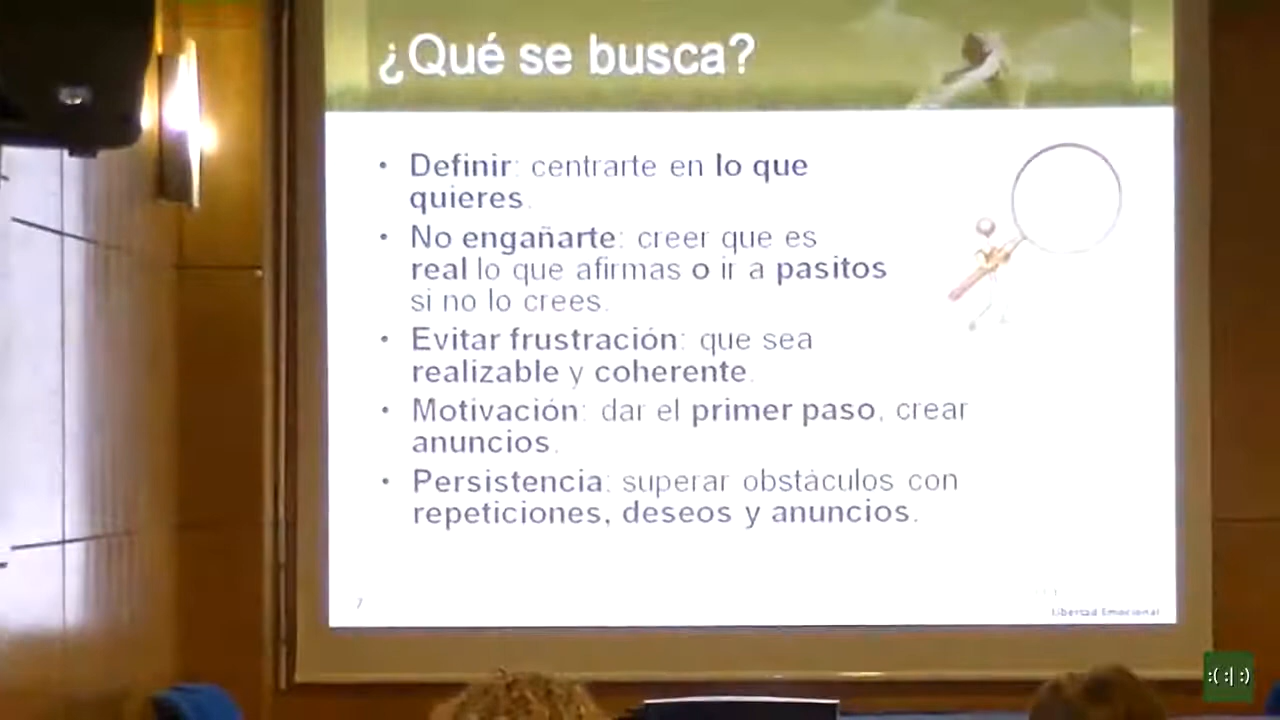 ¿Qué se busca?
• Definir: centrarte en lo que
quieres.
• No engañarte: creer que es
real lo que afirmas o ir a pasitos
si no lo crees.
• Evitar frustración: que sea
realizable y coherente.
• Motivación: dar el primer paso, crear
anuncios.
• Persistencia: superar obstáculos con
repeticiones, deseos y anuncios.
7
Libertad Emocional
:( :| :)